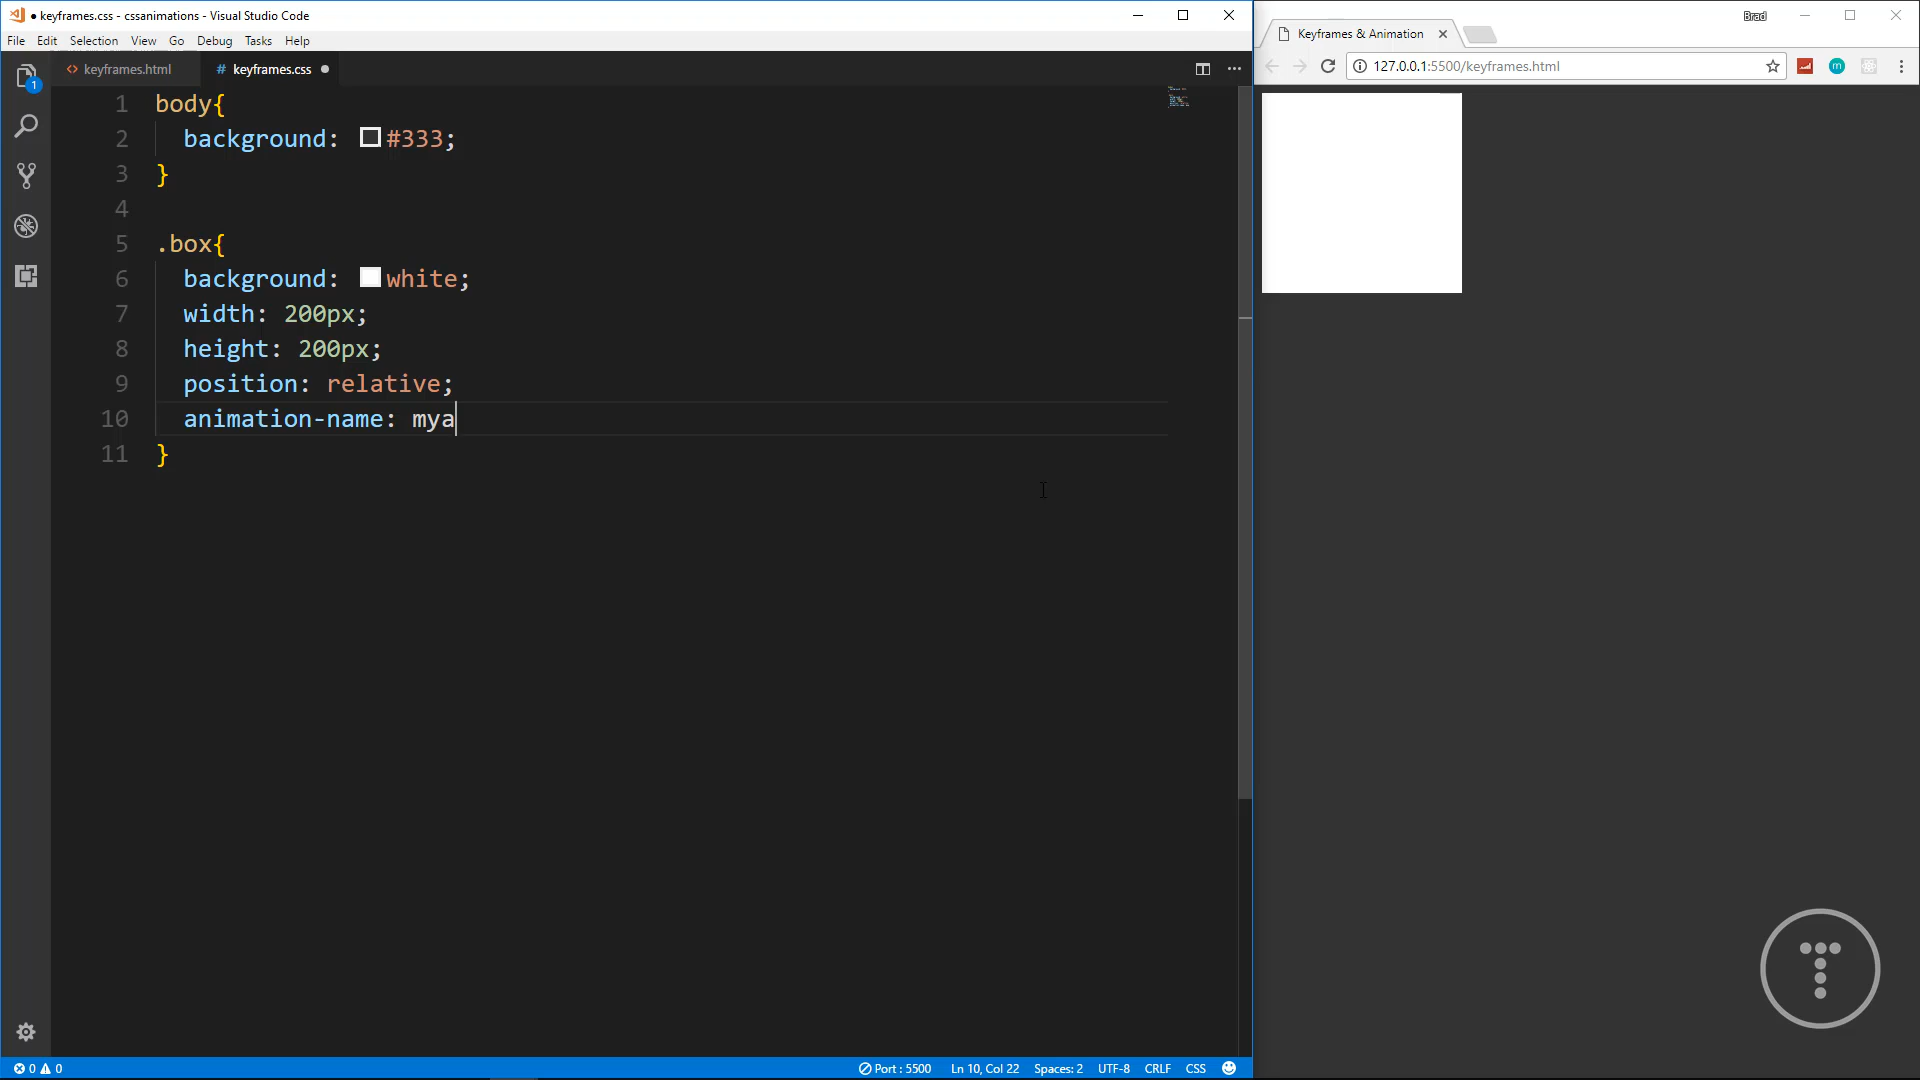 ● keyframes.css - cssanimations - Visual Studio Code
File Edit Selection View Go Debug Tasks Help
1
<> keyframes.html
# keyframes.css ●
1 body{
2 background: #333;
3 }
4
5 .box{
6 background: white;
7 width: 200px;
8 height: 200px;
9 position: relative;
10 animation-name: mya
11 }
0 0
Port : 5500 Ln 10, Col 22 Spaces: 2 UTF-8 CRLF CSS
Brad
Keyframes & Animation
127.0.0.1:5500/keyframes.html
m
T